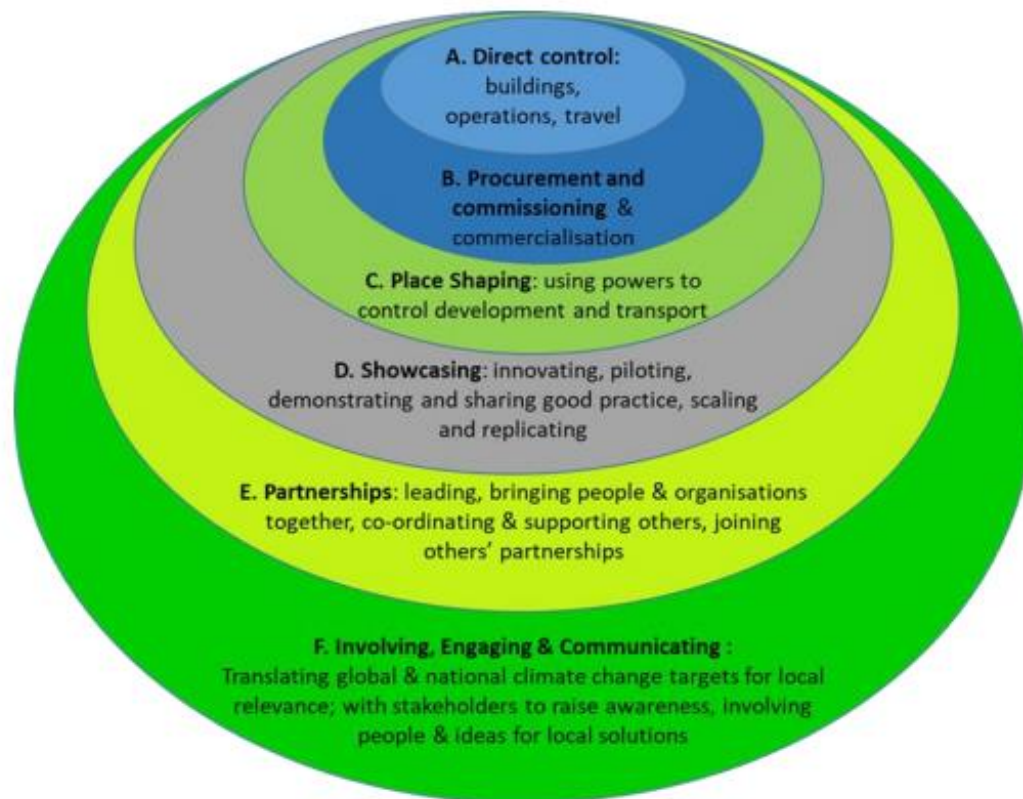 A. Direct control:
buildings,
operations, travel
B. Procurement and
commissioning &
commercialisation
C. Place Shaping: using powers to
control development and transport
D. Showcasing: innovating, piloting,
demonstrating and sharing good practice, scaling
and replicating
E. Partnerships: leading, bringing people & organisations
together, co-ordinating & supporting others, joining
others’ partnerships
F. Involving, Engaging & Communicating :
Translating global & national climate change targets for local
relevance; with stakeholders to raise awareness, involving
people & ideas for local solutions